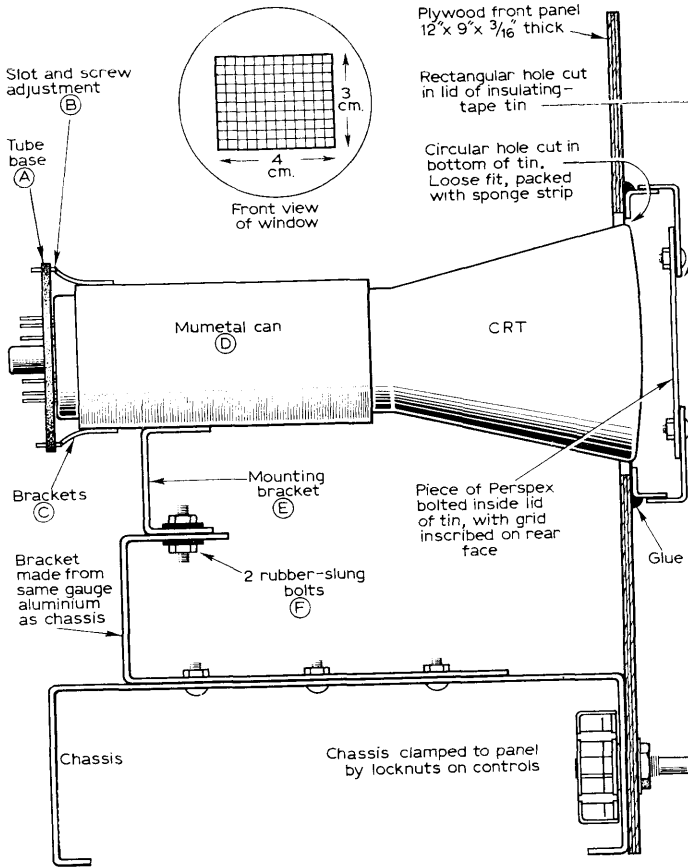 Plywood front panel
12"x 9"x 3/16" thick
Slot and screw
adjustment
B
Rectangular hole cut
in lid of insulating-
tape tin
Tube
base
A
3
cm.
4
cm.
Front view
of window
Circular hole cut in
bottom of tin.
Loose fit, packed
with sponge strip
Mumetal can
D
CRT
Brackets
C
Mounting
bracket
E
Piece of Perspex
bolted inside lid
of tin, with grid
inscribed on rear
face
Glue
Bracket
made from
same gauge
aluminium
as chassis
2 rubber-slung
bolts
F
Chassis
Chassis clamped to panel
by locknuts on controls